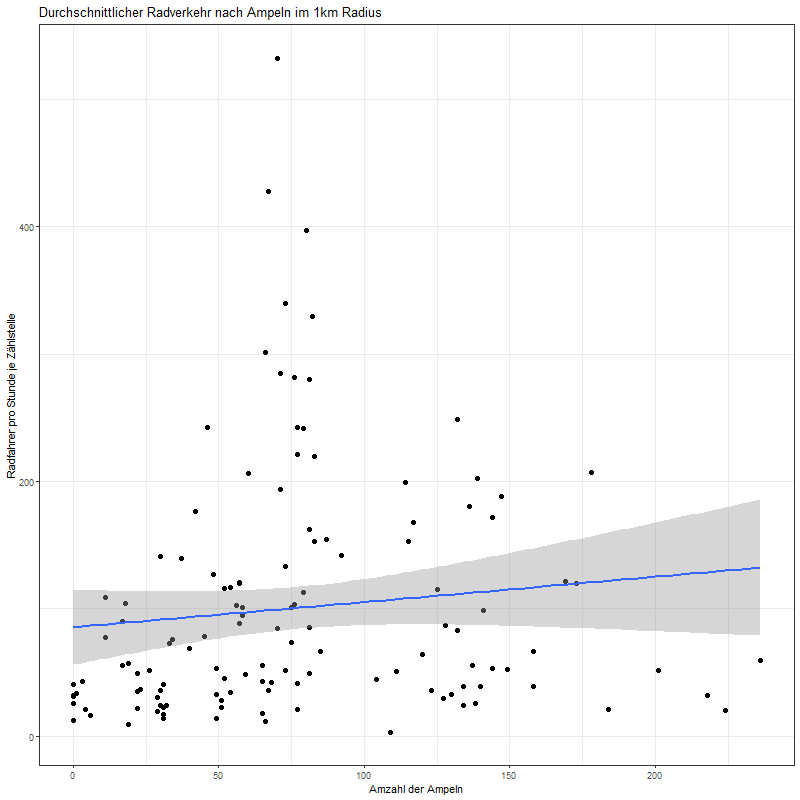 Durchschnittlicher Radverkehr nach Ampeln im 1km Radius
Radfahrer pro Stunde je Zählstelle
400
200
0
0
50
100
150
200
Amzahl der Ampeln